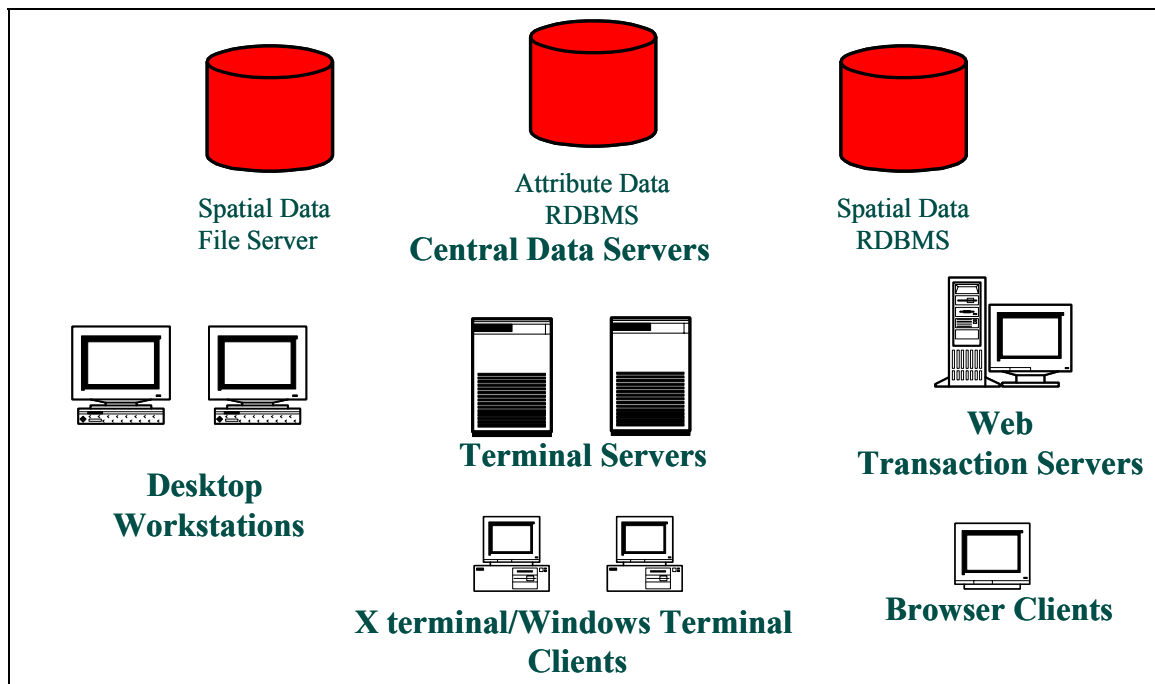 Spatial Data
File Server
Attribute Data
RDBMS
Spatial Data
RDBMS
Central Data Servers
Desktop
Workstations
Terminal Servers
Web
Transaction Servers
X terminal/Windows Terminal
Clients
Browser Clients